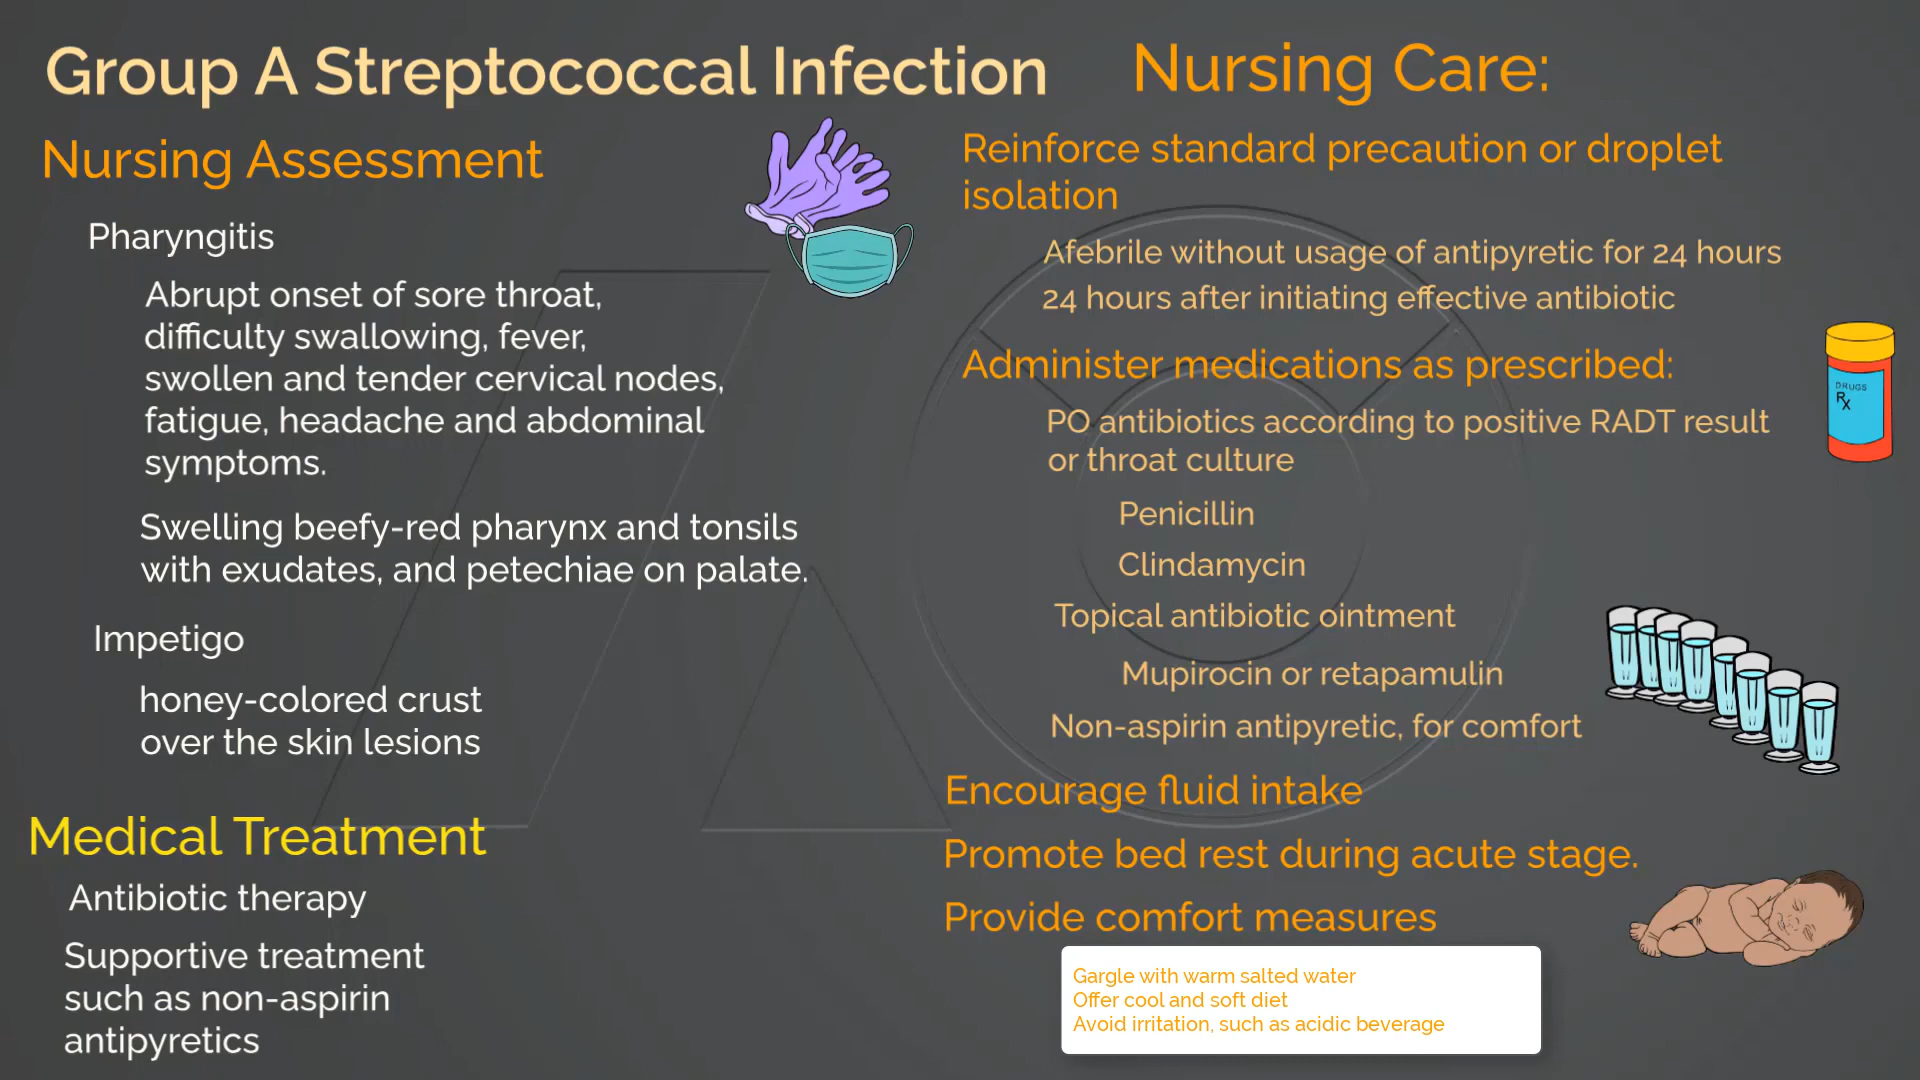 Group A Streptococcal Infection
Nursing Assessment
Pharyngitis
Abrupt onset of sore throat,
difficulty swallowing, fever,
swollen and tender cervical nodes,
fatigue, headache and abdominal
symptoms.
Swelling beefy-red pharynx and tonsils
with exudates, and petechiae on palate.
Impetigo
honey-colored crust
over the skin lesions
Medical Treatment
Antibiotic therapy
Supportive treatment
such as non-aspirin
antipyretics
Nursing Care:
Reinforce standard precaution or droplet
isolation
Afebrile without usage of antipyretic for 24 hours
24 hours after initiating effective antibiotic
Administer medications as prescribed:
PO antibiotics according to positive RADT result
or throat culture
Penicillin
Clindamycin
Topical antibiotic ointment
Mupirocin or retapamulin
Non-aspirin antipyretic, for comfort
Encourage fluid intake
Promote bed rest during acute stage.
Provide comfort measures
Gargle with warm salted water
Offer cool and soft diet
Avoid irritation, such as acidic beverage
DRUGS
Rx